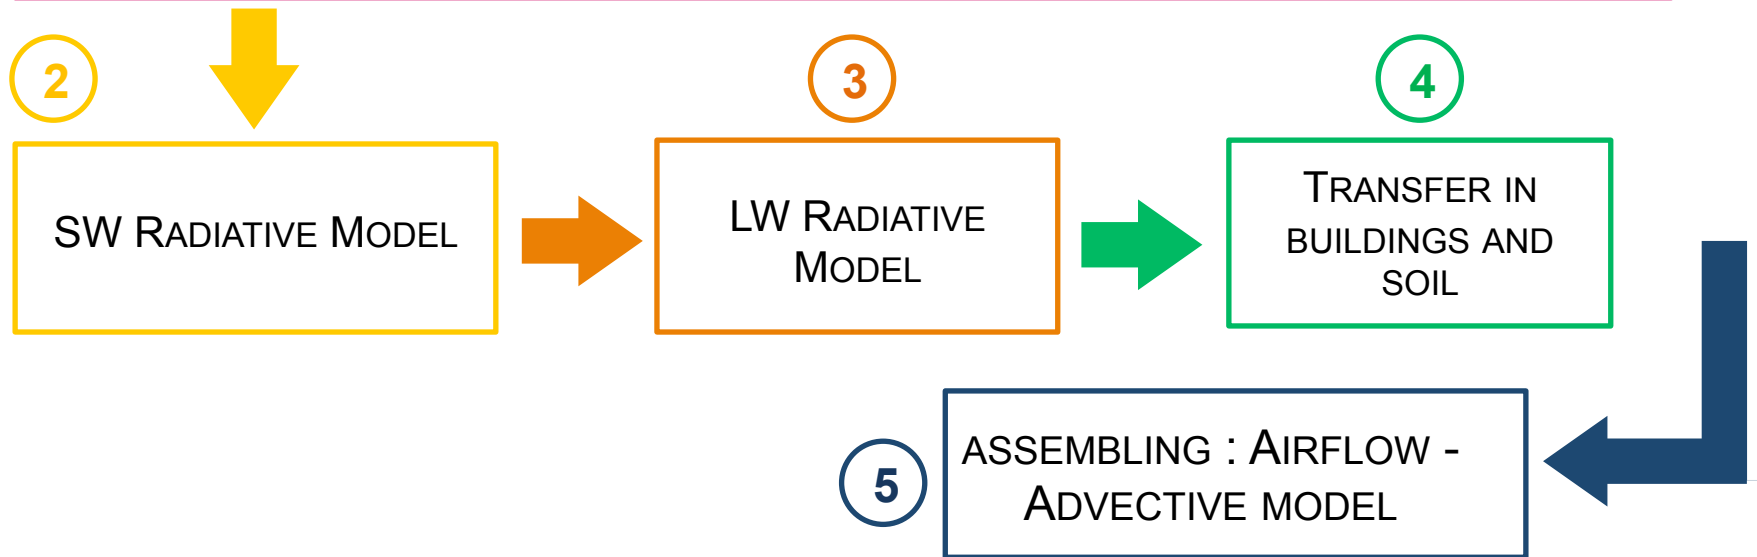 2
3
4
SW RADIATIVE MODEL
LW RADIATIVE
MODEL
TRANSFER IN
BUILDINGS AND
SOIL
5
ASSEMBLING : AIRFLOW -
ADVECTIVE MODEL